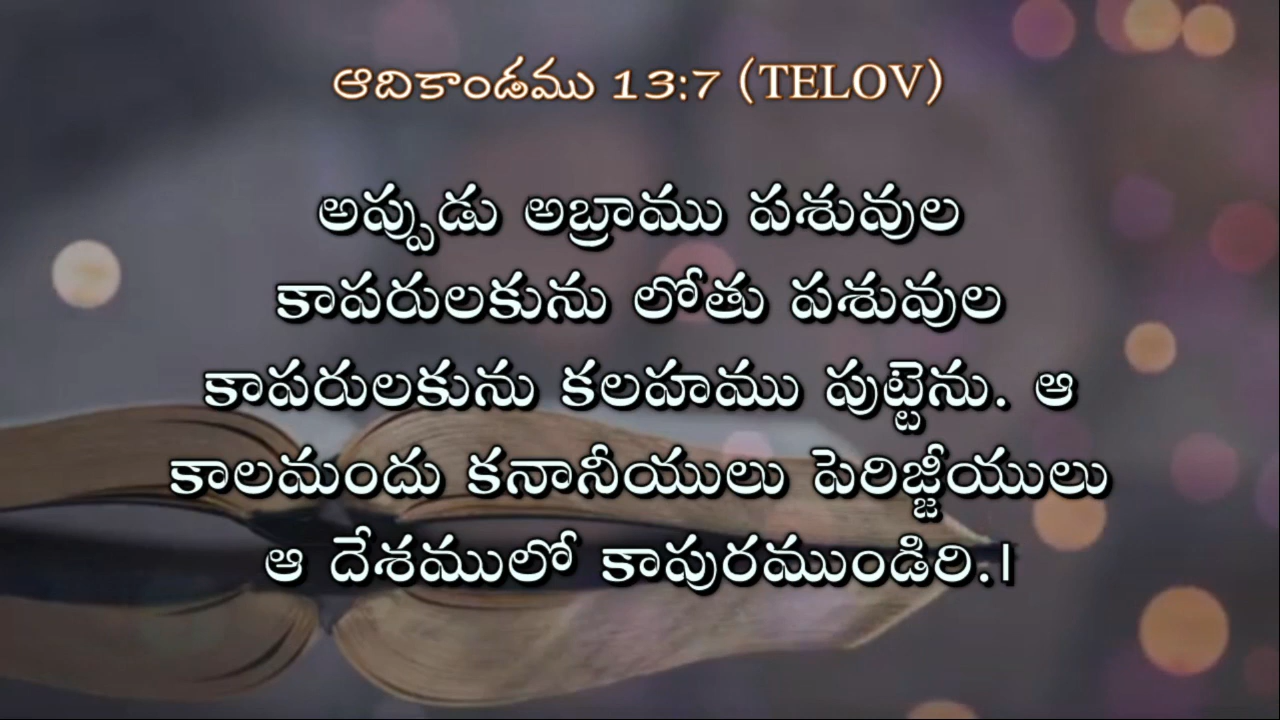 ఆదికాండము 13:7 (TELOV)
అప్పుడు అబ్రాము పశువుల
కాపరులకును లోతు పశువుల
కాపరులకును కలహము పుట్టెను. ఆ
కాలమందు కనానీయులు పెరిజ్జీయులు
ఆ దేశములో కాపురముండిరి.।